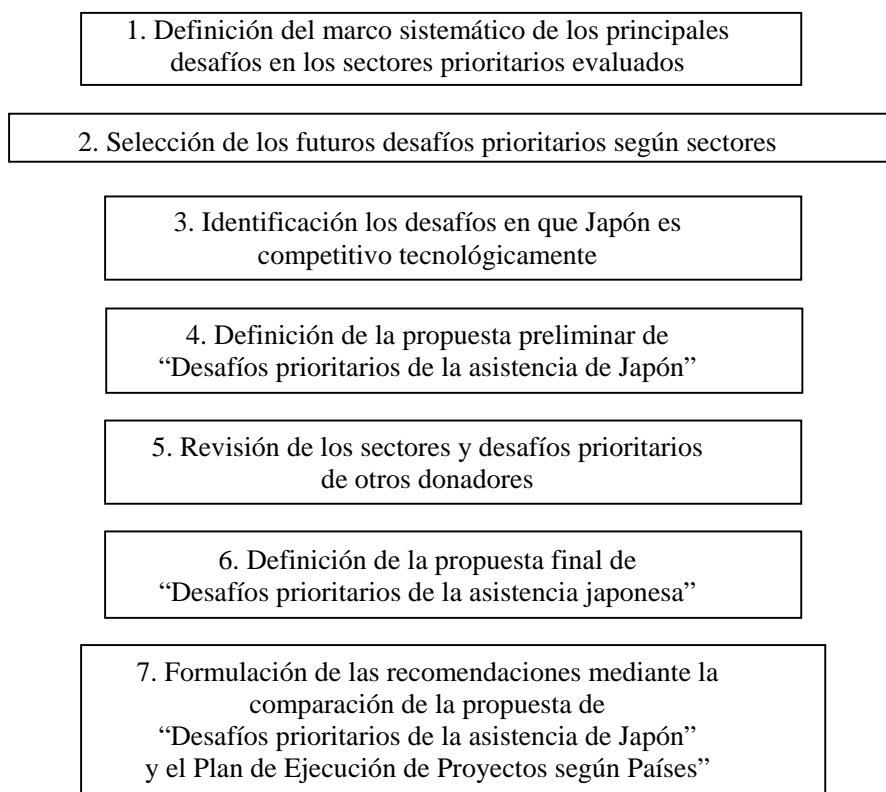 1. Definición del marco sistemático de los principales
desafíos en los sectores prioritarios evaluados
2. Selección de los futuros desafíos prioritarios según sectores
3. Identificación los desafíos en que Japón es
competitivo tecnológicamente
4. Definición de la propuesta preliminar de
“Desafíos prioritarios de la asistencia de Japón”
5. Revisión de los sectores y desafíos prioritarios
de otros donadores
6. Definición de la propuesta final de
“Desafíos prioritarios de la asistencia japonesa”
7. Formulación de las recomendaciones mediante la
comparación de la propuesta de
“Desafíos prioritarios de la asistencia de Japón”
y el Plan de Ejecución de Proyectos según Países”